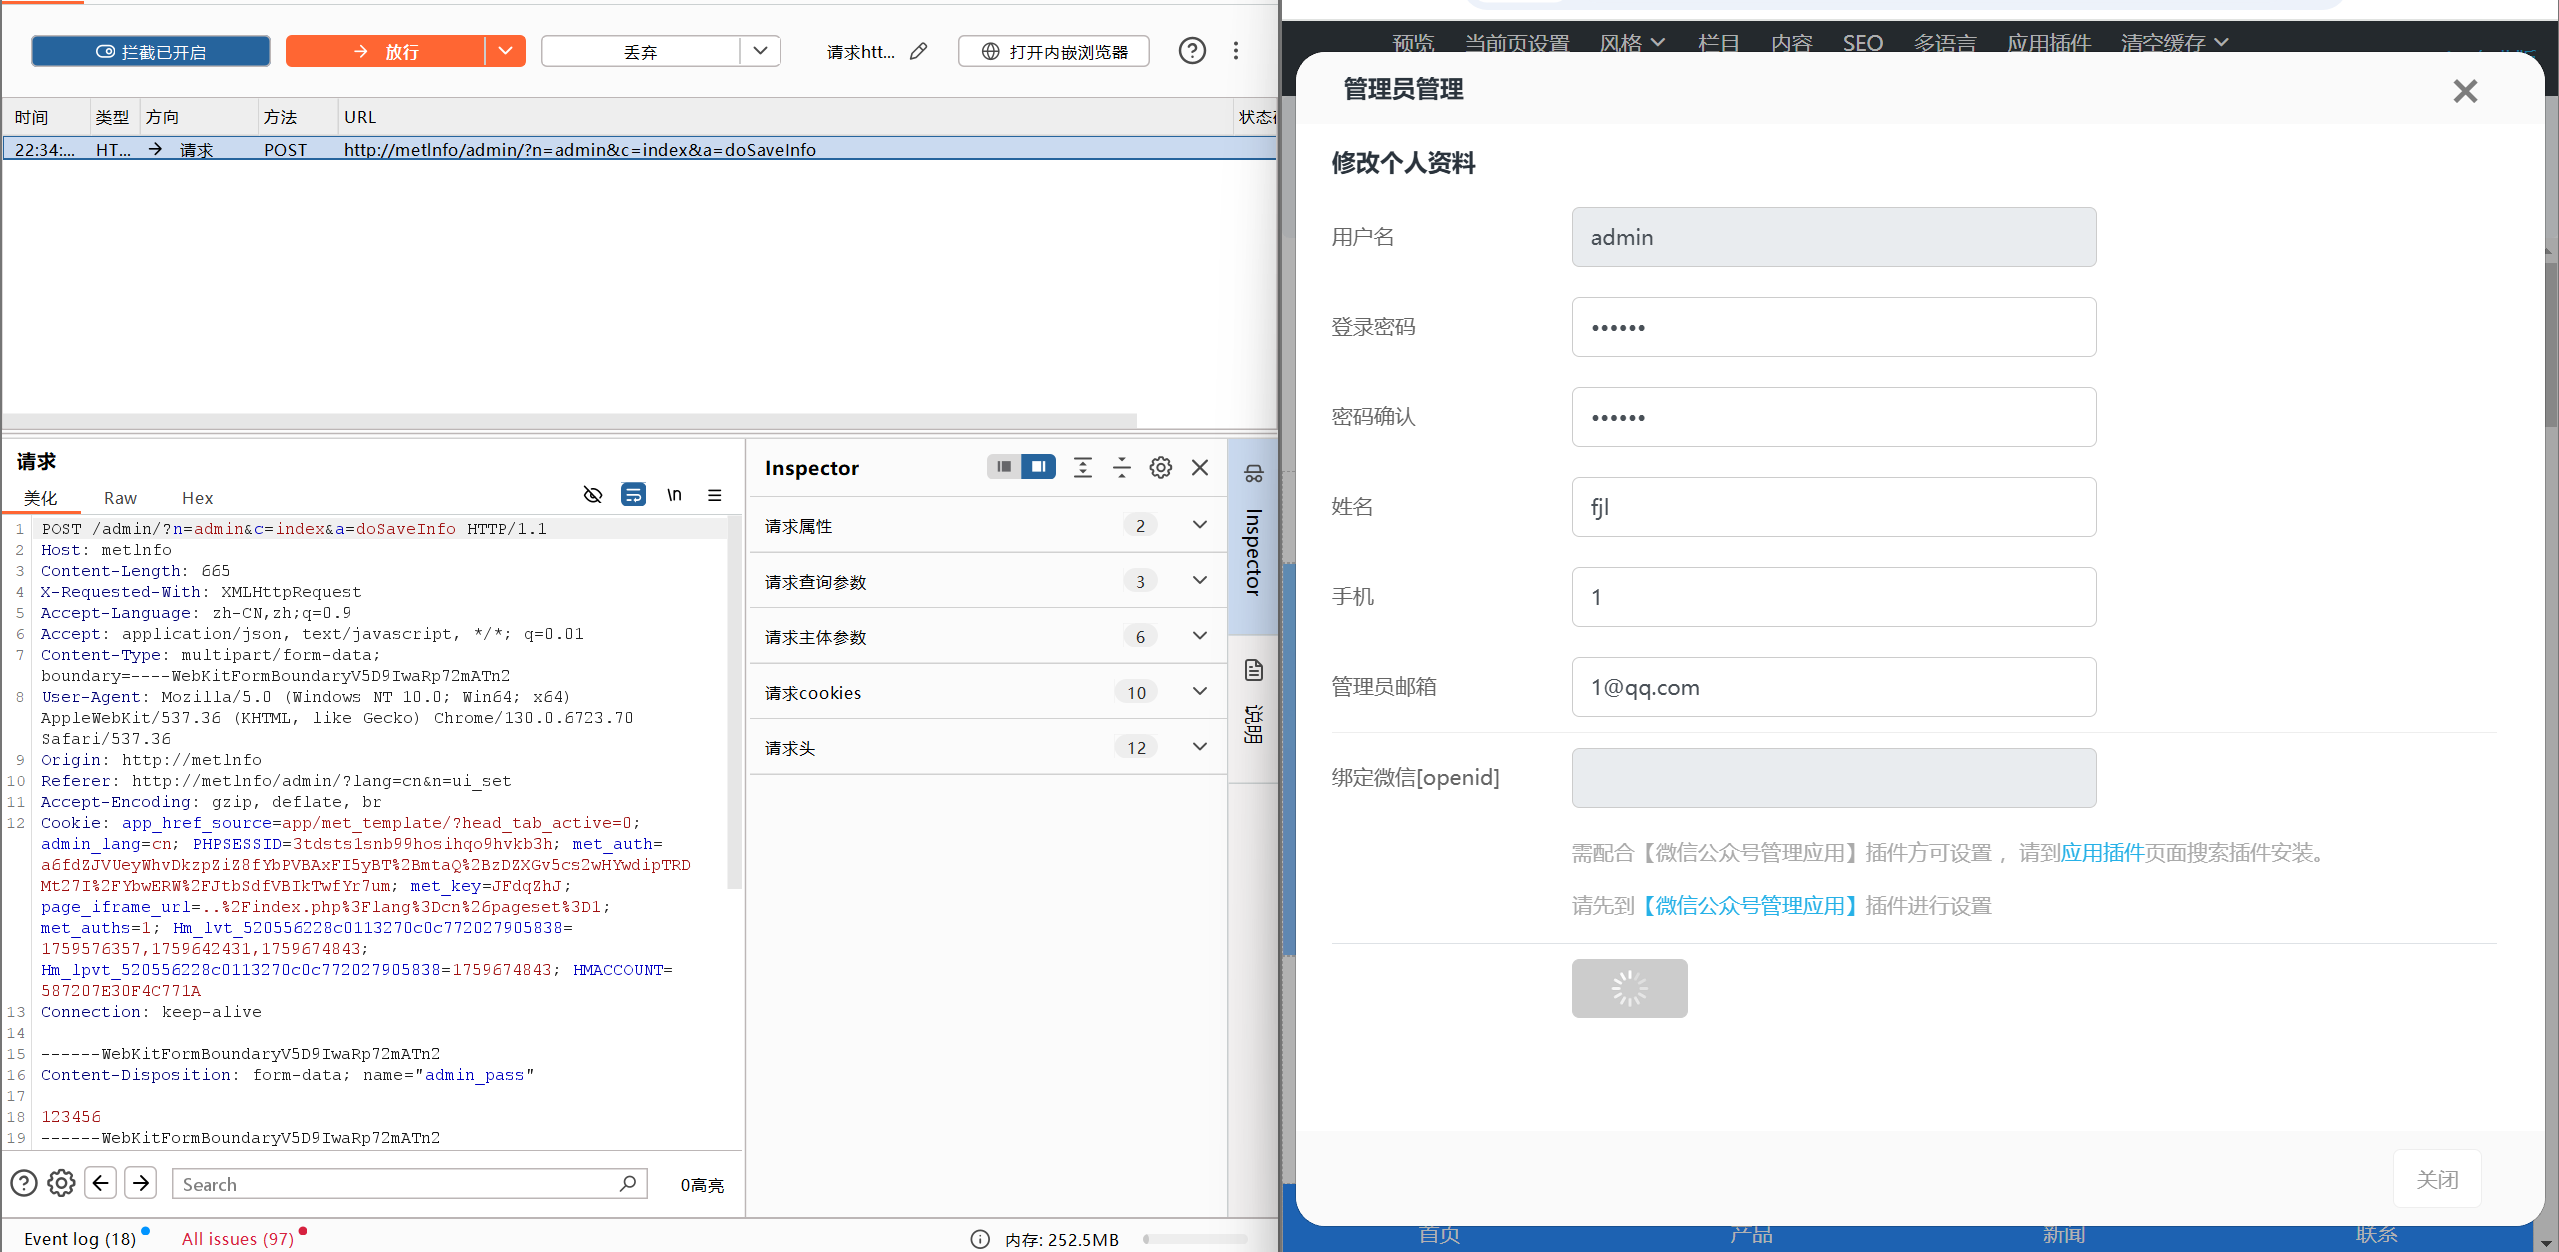 拦截已开启
放行
丢弃
请求htt...
打开内嵌浏览器
时间 类型 方向 方法 URL
22:34:... HT... 请求 POST http://metlnfo/admin/?n=admin&c=index&a=doSaveInfo
请求
美化 Raw Hex
\n
1 POST /admin/?n=admin&c=index&a=doSaveInfo HTTP/1.1
2 Host: metlnfo
3 Content-Length: 665
4 X-Requested-With: XMLHttpRequest
5 Accept-Language: zh-CN,zh;q=0.9
6 Accept: application/json, text/javascript, */*; q=0.01
7 Content-Type: multipart/form-data;
boundary=----WebKitFormBoundaryV5D9IwaRp72mATn2
8 User-Agent: Mozilla/5.0 (Windows NT 10.0; Win64; x64)
AppleWebKit/537.36 (KHTML, like Gecko) Chrome/130.0.6723.70
Safari/537.36
9 Origin: http://metlnfo
10 Referer: http://metlnfo/admin/?lang=cn&n=ui_set
11 Accept-Encoding: gzip, deflate, br
12 Cookie: app_href_source=app/met_template/?head_tab_active=0;
admin_lang=cn; PHPSESSID=3tdsts1snb99hosihqo9hvkb3h; met_auth=
a6fdZJVUeyWhvDkzpZiZ8fYbPVBAxFI5yBT%2BmtaQ%2BzDZXGv5cs2wHYwdipTRD
Mt27I%2FYbwERW%2FJtbSdfVBIkTwfYr7um; met_key=JFdqZhJ;
page_iframe_url=..%2Findex.php%3Flang%3Dcn%26pageset%3D1;
met_auths=1; Hm_lvt_520556228c0113270c0c772027905838=
1759576357,1759642431,1759674843;
Hm_lpvt_520556228c0113270c0c772027905838=1759674843; HMACCOUNT=
587207E30F4C771A
13 Connection: keep-alive
14
15 ------WebKitFormBoundaryV5D9IwaRp72mATn2
16 Content-Disposition: form-data; name="admin_pass"
17
18 123456
19 ------WebKitFormBoundaryV5D9IwaRp72mATn2
Search
0高亮
Inspector
请求属性 2
请求查询参数 3
请求主体参数 6
请求cookies 10
请求头 12
Inspector
说明
Event log (18)
All issues (97)
内存: 252.5MB
预览 当前页设置 风格 栏目 内容 SEO 多语言 应用插件 清空缓存
管理员管理
修改个人资料
用户名 admin
登录密码 ••••••
密码确认 ••••••
姓名 fjl
手机 1
管理员邮箱 1@qq.com
绑定微信[openid]
需配合【微信公众号管理应用】插件方可设置，请到应用插件页面搜索插件安装。
请先到【微信公众号管理应用】插件进行设置
关闭
首页 产品 新闻 联系